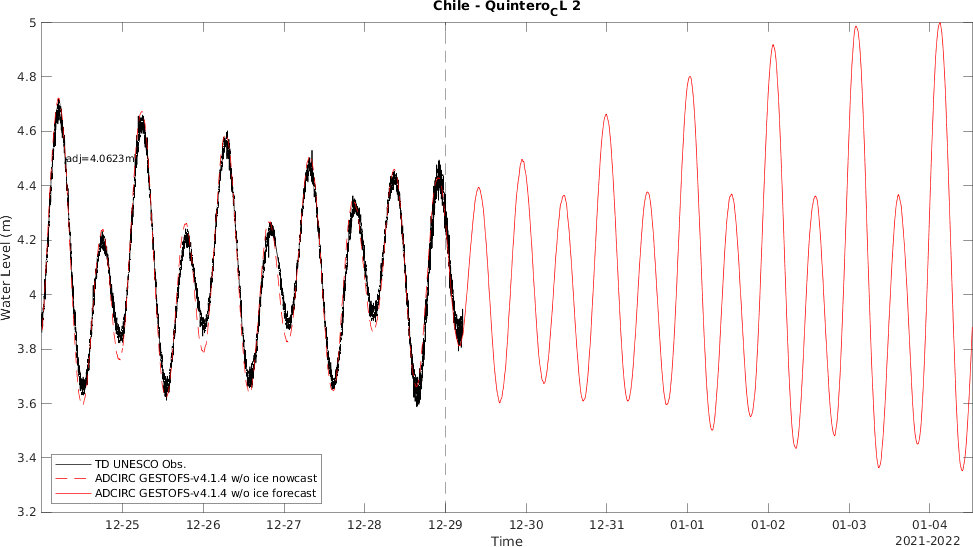 Chile - QuinteroCL 2
5
4.8
4.6
4.4
4.2
4
3.8
3.6
3.4
3.2
Water Level (m)
adj=4.0623m
TD UNESCO Obs.
ADCIRC GESTOFS-v4.1.4 w/o ice nowcast
ADCIRC GESTOFS-v4.1.4 w/o ice forecast
12-25 12-26 12-27 12-28 12-29 12-30 12-31 01-01 01-02 01-03 01-04
Time
2021-2022